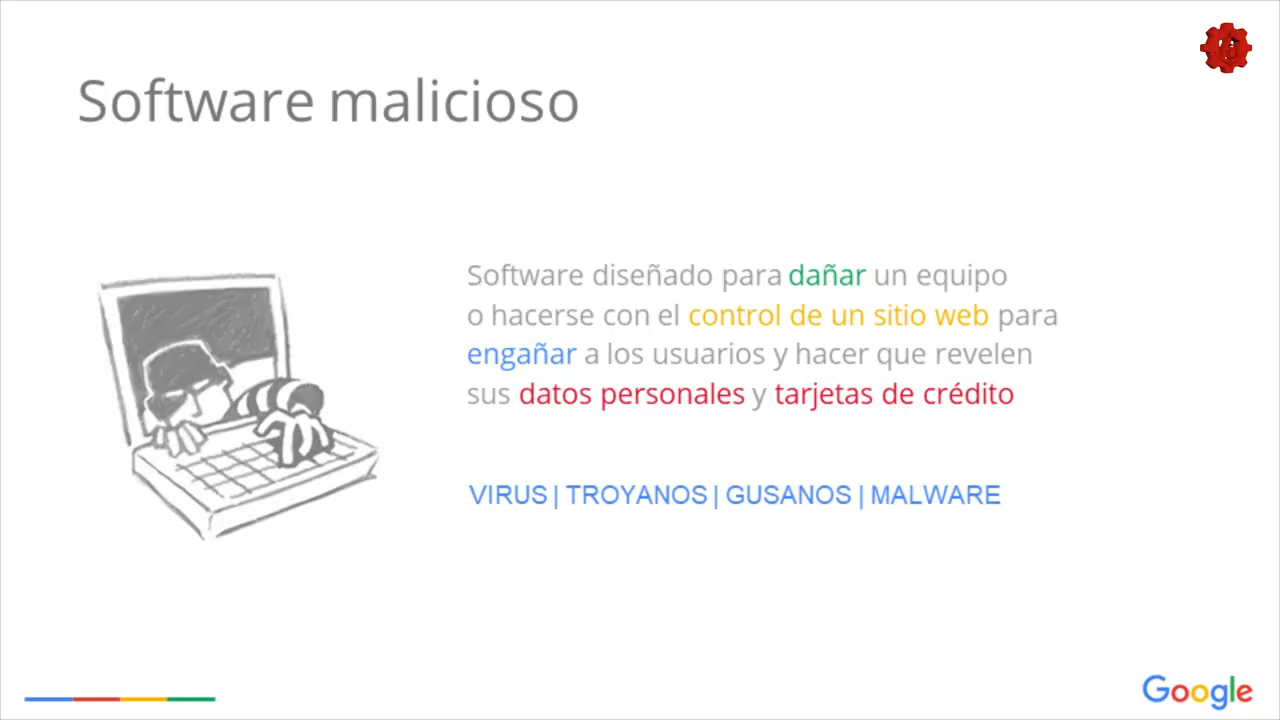 Software malicioso
Software diseñado para dañar un equipo
o hacerse con el control de un sitio web para
engañar a los usuarios y hacer que revelen
sus datos personales y tarjetas de crédito
VIRUS | TROYANOS | GUSANOS | MALWARE
Google